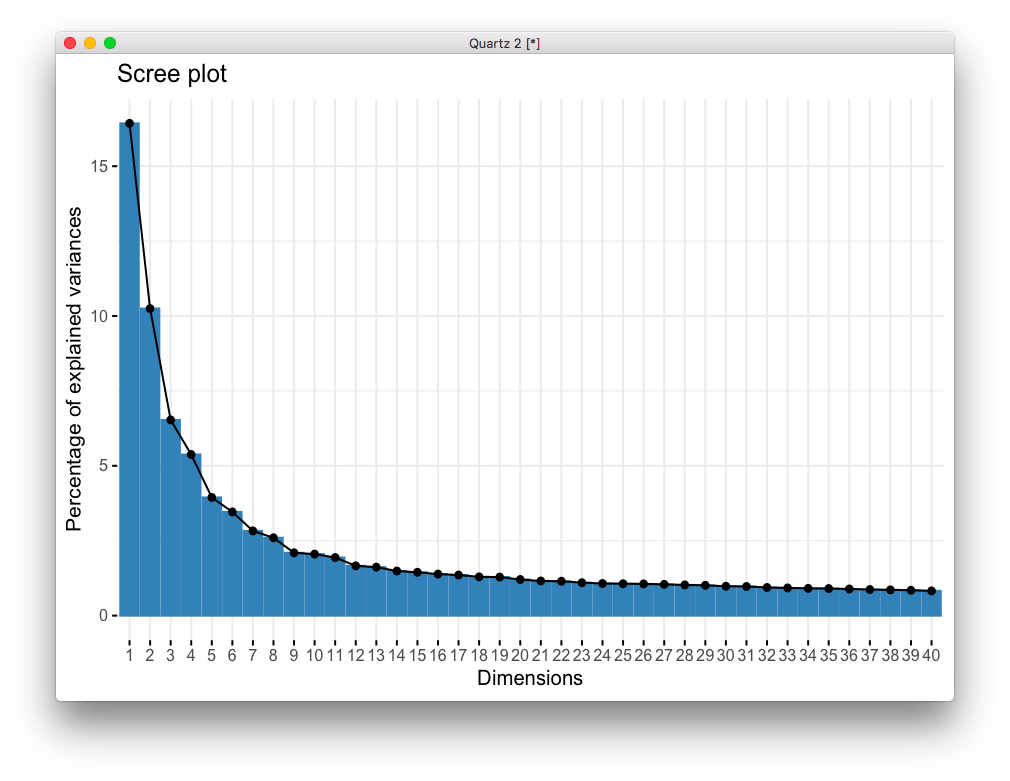 Quartz 2 [*]
Scree plot
Percentage of explained variances
15
10
5
0
1 2 3 4 5 6 7 8 9 10 11 12 13 14 15 16 17 18 19 20 21 22 23 24 25 26 27 28 29 30 31 32 33 34 35 36 37 38 39 40
Dimensions